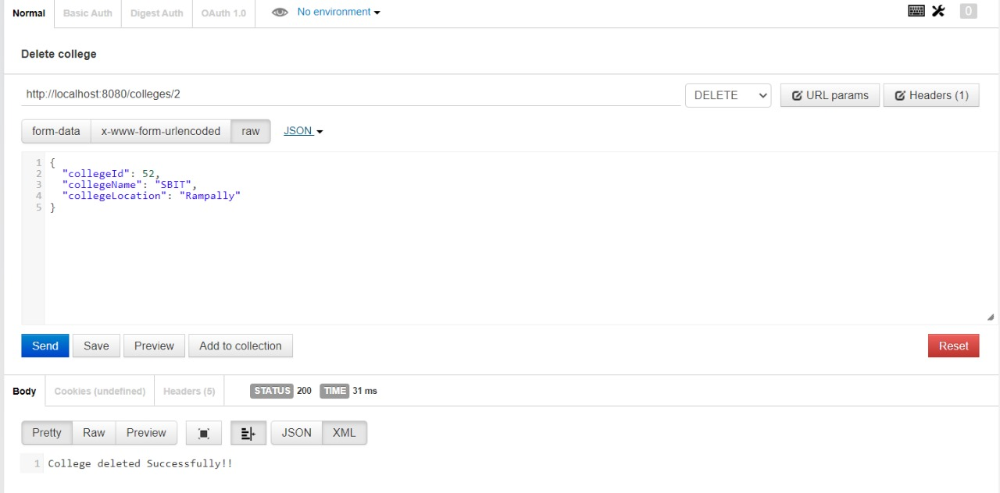 Normal Basic Auth Digest Auth OAuth 1.0 No environment 0
Delete college
http://localhost:8080/colleges/2 DELETE URL params Headers (1)
form-data x-www-form-urlencoded raw JSON
1 {
2 "collegeId": 52,
3 "collegeName": "SBIT",
4 "collegeLocation": "Rampally"
5 }
Send Save Preview Add to collection Reset
Body Cookies (undefined) Headers (5) STATUS 200 TIME 31 ms
Pretty Raw Preview JSON XML
1 College deleted Successfully!!